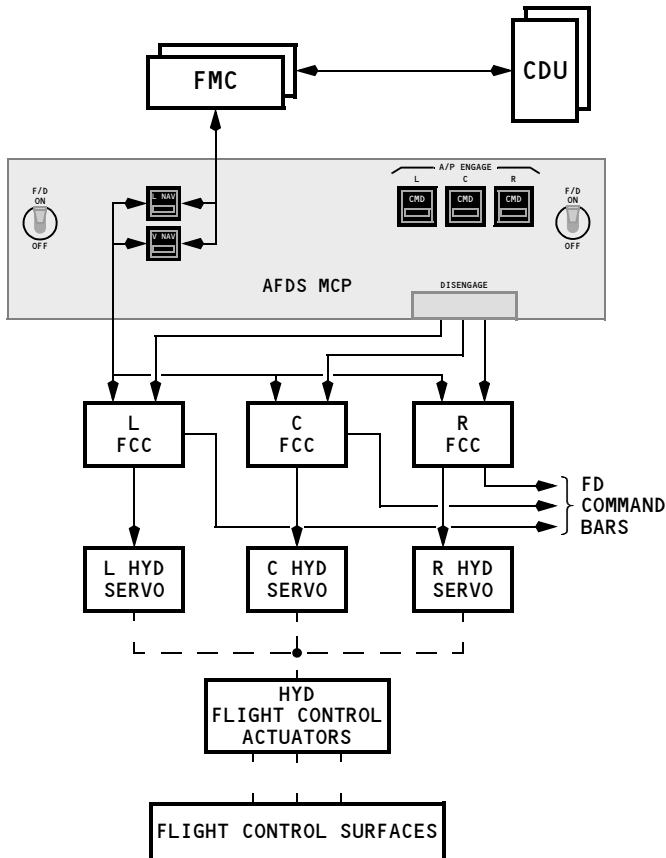 FMC
CDU
A/P ENGAGE
L C R
F/D
ON
OFF
L NAV
V NAV
CMD CMD CMD
F/D
ON
OFF
AFDS MCP
DISENGAGE
L
FCC
C
FCC
R
FCC
FD
COMMAND
BARS
L HYD
SERVO
C HYD
SERVO
R HYD
SERVO
HYD
FLIGHT CONTROL
ACTUATORS
FLIGHT CONTROL SURFACES